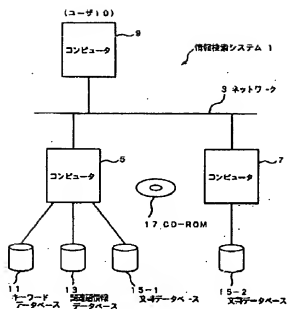 (ユーザ10)
9
コンピュータ
情報検索システム 1
3 ネットワーク
コンピュータ
5
コンピュータ
7
17 CD-ROM
11
キーワード
データベース
13
関連語情報
データベース
15-1
文書データベース
15-2
文書データベース